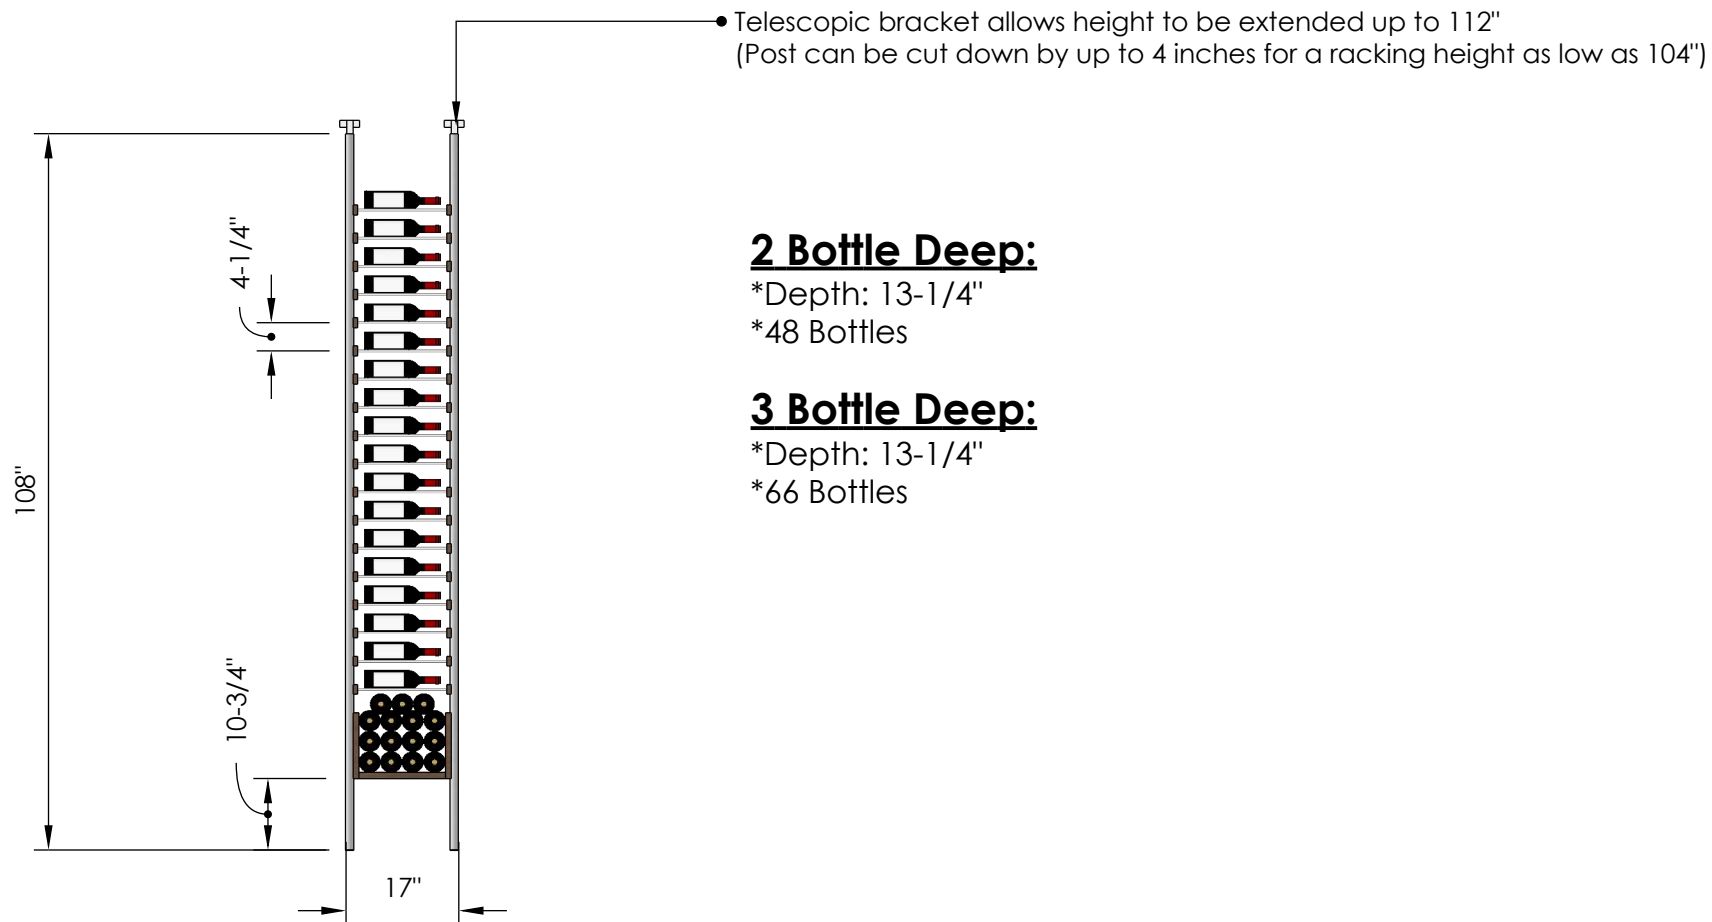 Telescopic bracket allows height to be extended up to 112"
(Post can be cut down by up to 4 inches for a racking height as low as 104")
4-1/4"
2 Bottle Deep:
*Depth: 13-1/4"
*48 Bottles
3 Bottle Deep:
*Depth: 13-1/4"
*66 Bottles
108"
10-3/4"
17"